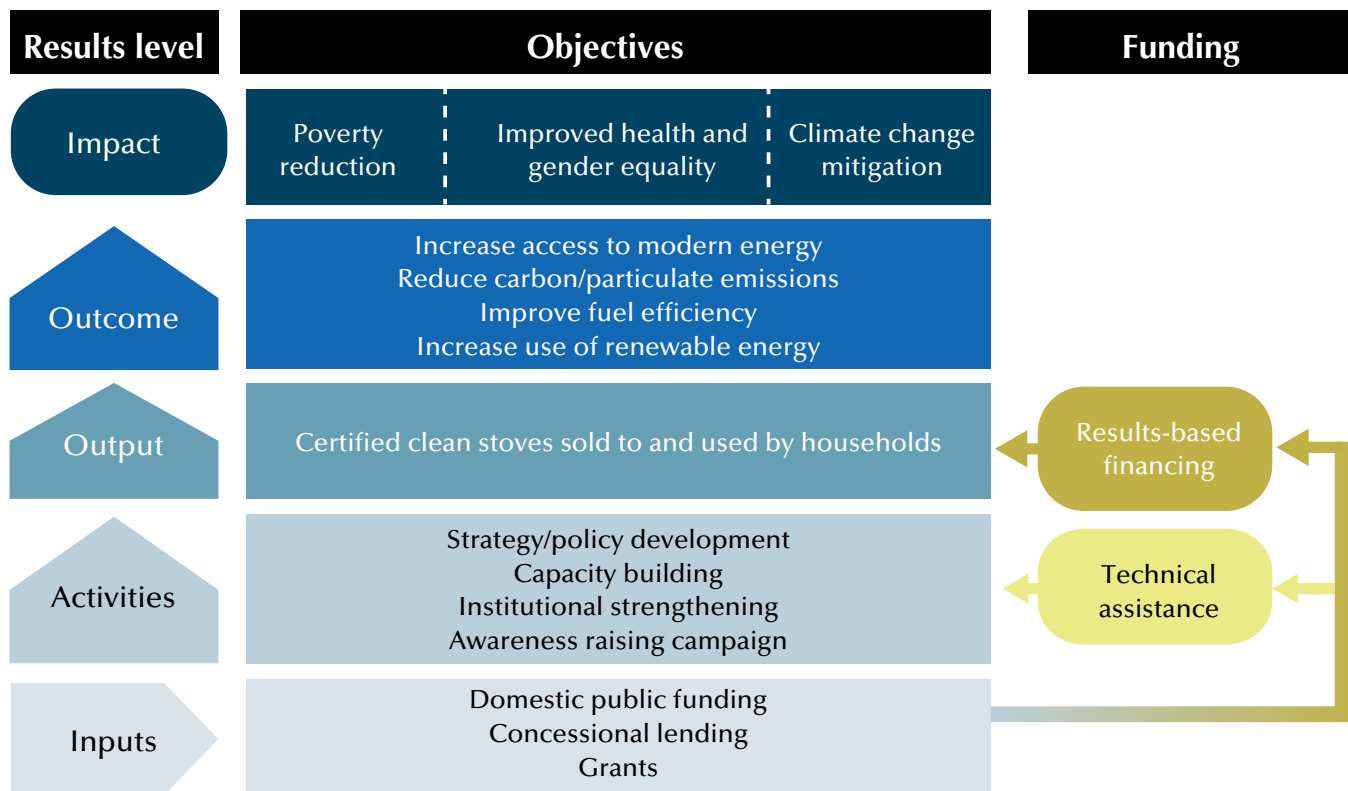 Results level
Objectives
Funding
Impact
Poverty
reduction
Improved health and
gender equality
Climate change
mitigation
Outcome
Increase access to modern energy
Reduce carbon/particulate emissions
Improve fuel efficiency
Increase use of renewable energy
Output
Certified clean stoves sold to and used by households
Results-based
financing
Activities
Strategy/policy development
Capacity building
Institutional strengthening
Awareness raising campaign
Technical
assistance
Inputs
Domestic public funding
Concessional lending
Grants